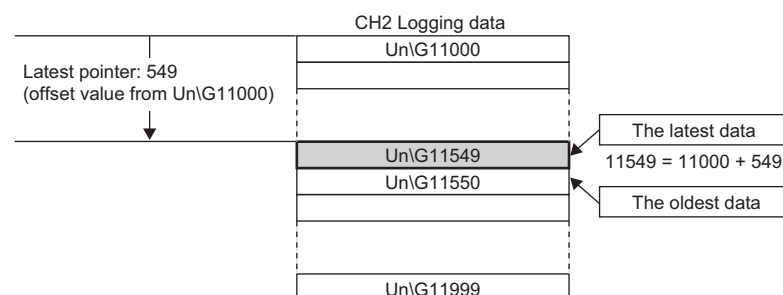 CH2 Logging data
Un\G11000
Latest pointer: 549
(offset value from Un\G11000)
The latest data
Un\G11549
11549 = 11000 + 549
Un\G11550
The oldest data
Un\G11999